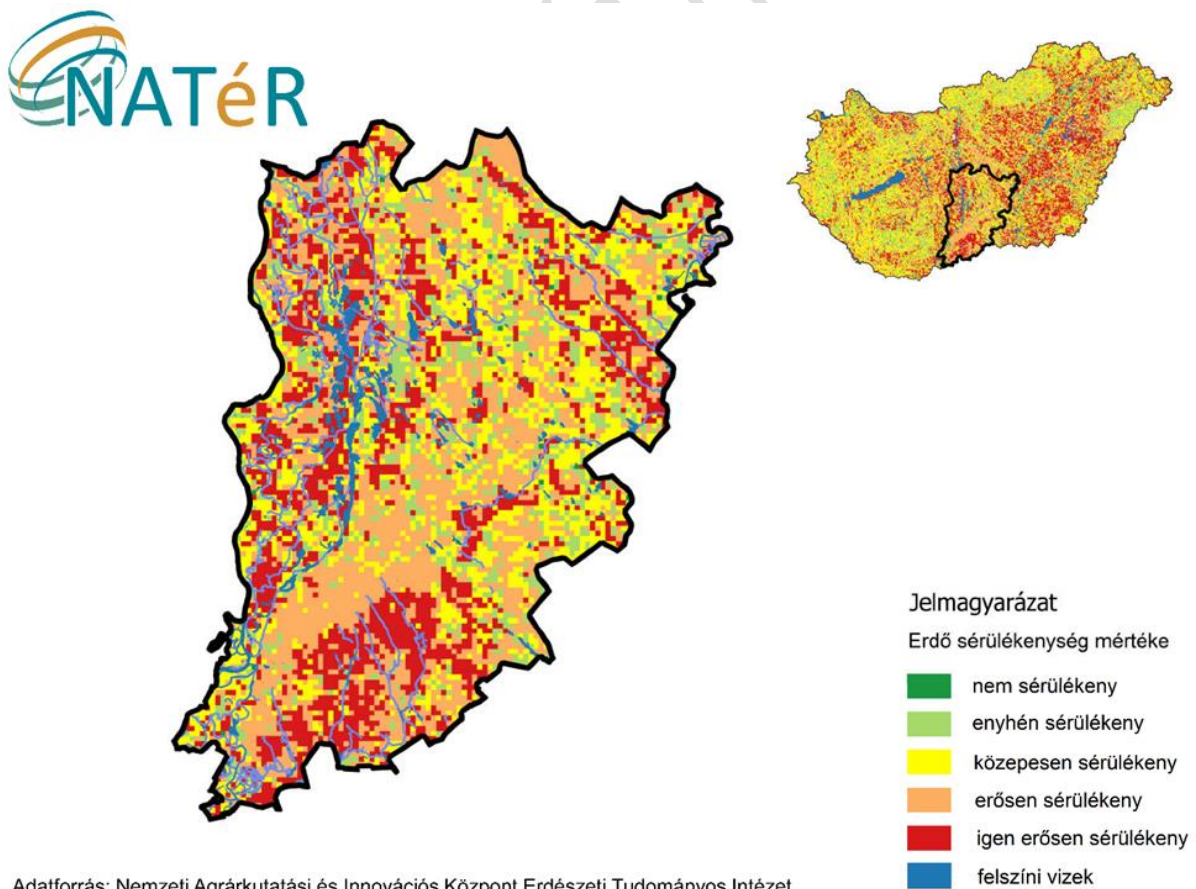 NATéR
Jelmagyarázat
Erdő sérülékenység mértéke
nem sérülékeny
enyhén sérülékeny
közepesen sérülékeny
erősen sérülékeny
igen erősen sérülékeny
felszíni vizek
Adatforrás: Nemzeti Agrárkutatási és Innovációs Központ Erdészeti Tudományos Intézet